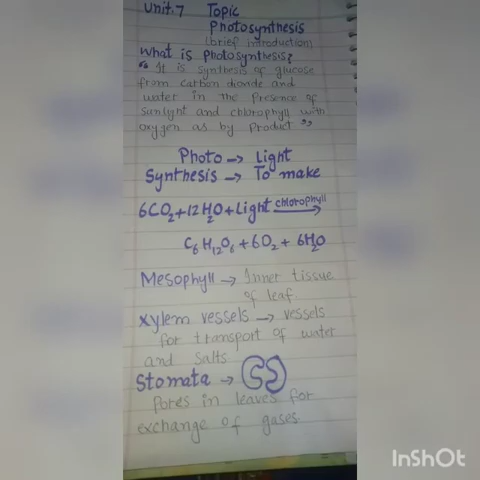 Unit.7 Topic
Photosynthesis
(brief introduction)
What is Photosynthesis?
"It is synthesis of glucose
from carbon dioxide and
water in the Presence of
sunlight and chlorophyll with
oxygen as by Product"
Photo → Light
Synthesis → To make
6CO₂+12H₂O+Light chlorophyll →
C₆H₁₂O₆+6O₂+6H₂O
Mesophyll → Inner tissue
of leaf
xylem vessels → vessels
for transport of water
and salts
Stomata →
Pores in leaves for
exchange of gases
InShOt